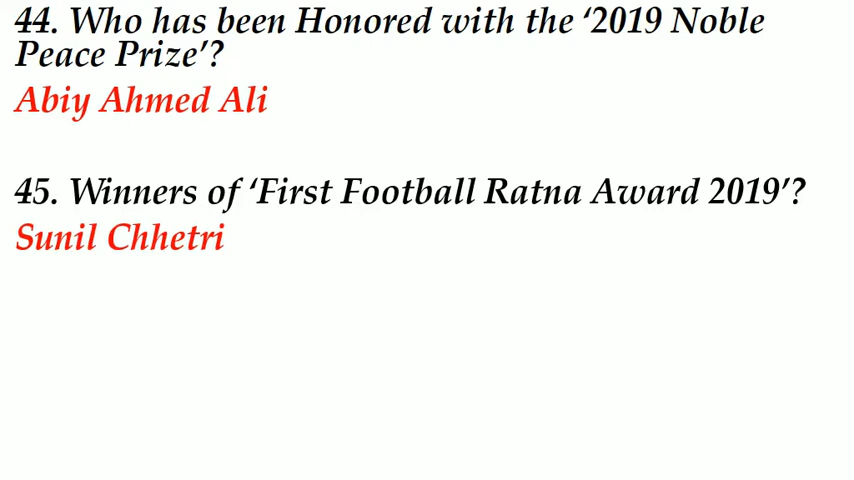 44. Who has been Honored with the ‘2019 Noble
Peace Prize’?
Abiy Ahmed Ali
45. Winners of ‘First Football Ratna Award 2019’?
Sunil Chhetri